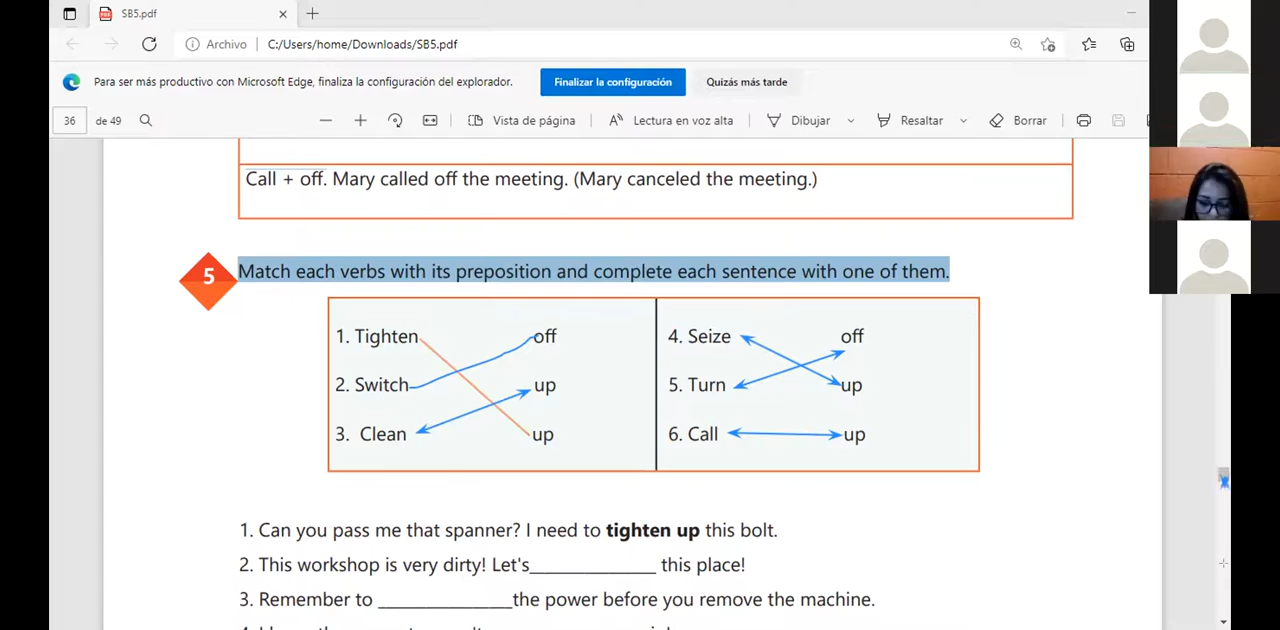 SB5.pdf
Archivo C:/Users/home/Downloads/SB5.pdf
Para ser más productivo con Microsoft Edge, finaliza la configuración del explorador. Finalizar la configuración Quizás más tarde
36 de 49 Vista de página Lectura en voz alta Dibujar Resaltar Borrar
Call + off. Mary called off the meeting. (Mary canceled the meeting.)
5 Match each verbs with its preposition and complete each sentence with one of them.
1. Tighten off 4. Seize off
2. Switch up 5. Turn up
3. Clean up 6. Call up
1. Can you pass me that spanner? I need to tighten up this bolt.
2. This workshop is very dirty! Let's______________ this place!
3. Remember to _______________the power before you remove the machine.